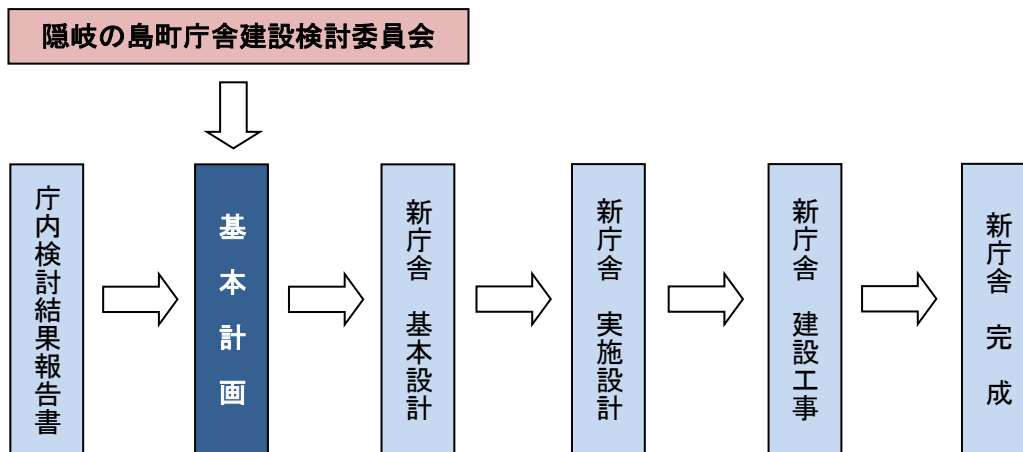 隠岐の島町庁舎建設検討委員会
庁内検討結果報告書
基本計画
新庁舎 基本設計
新庁舎 実施設計
新庁舎 建設工事
新庁舎 完成